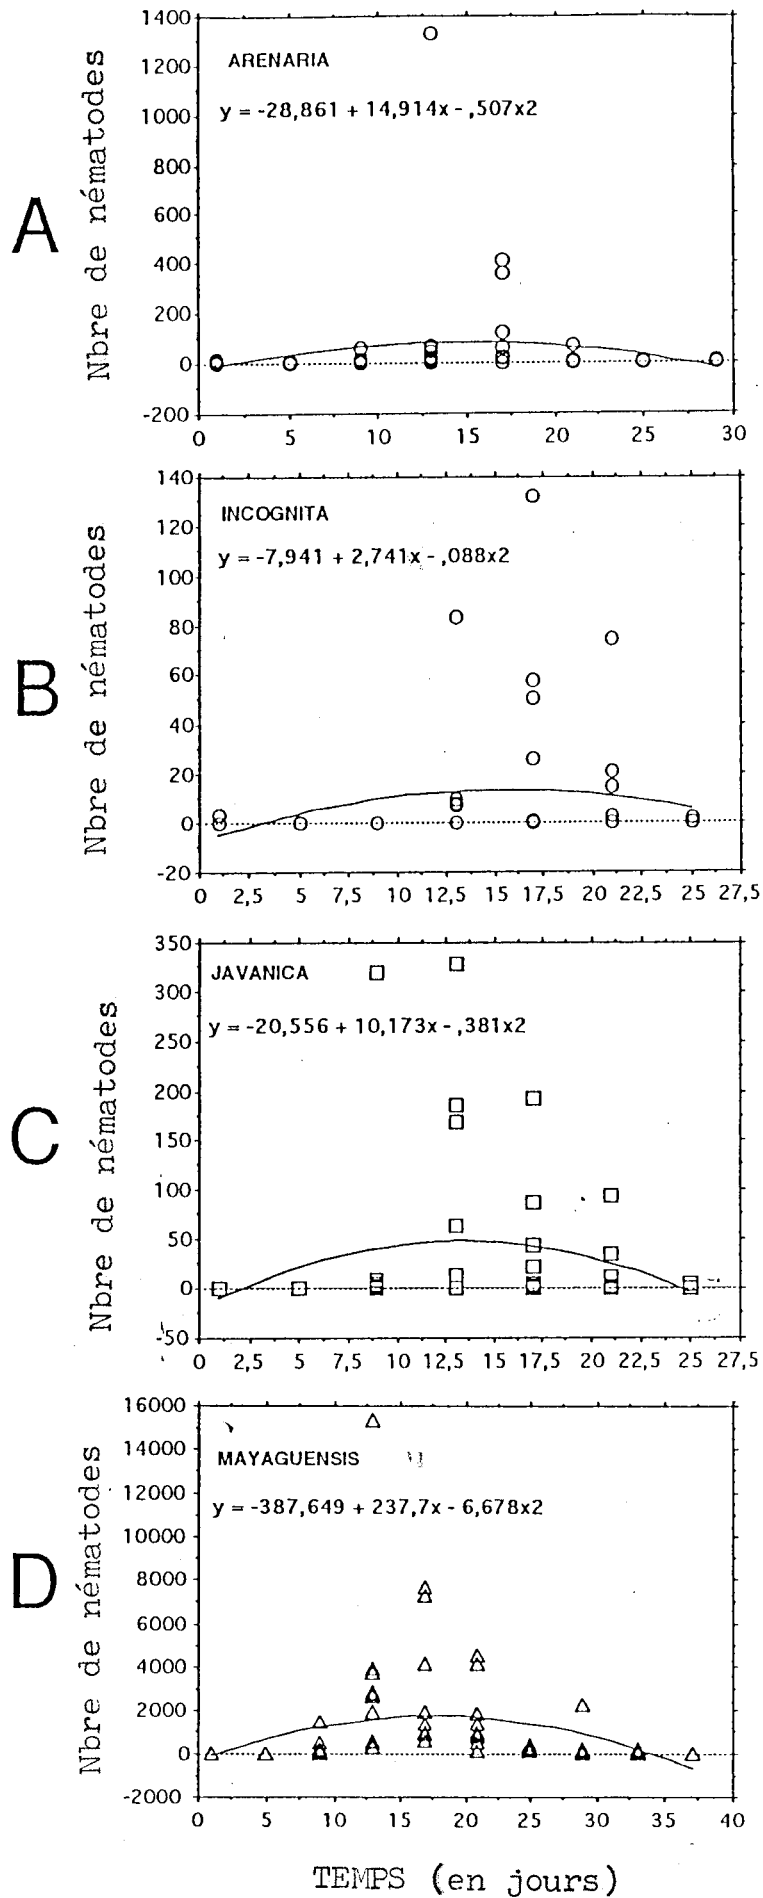 A
Nbre de nématodes
1400
1200
1000
800
600
400
200
0
-200
ARENARIA
y = -28,861 + 14,914x - ,507x2
0 5 10 15 20 25 30
B
Nbre de nématodes
140
120
100
80
60
40
20
0
-20
INCOGNITA
y = -7,941 + 2,741x - ,088x2
0 2,5 5 7,5 10 12,5 15 17,5 20 22,5 25 27,5
C
Nbre de nématodes
350
300
250
200
150
100
50
0
-50
JAVANICA
y = -20,556 + 10,173x - ,381x2
0 2,5 5 7,5 10 12,5 15 17,5 20 22,5 25 27,5
D
Nbre de nématodes
16000
14000
12000
10000
8000
6000
4000
2000
0
-2000
MAYAGUENSIS
y = -387,649 + 237,7x - 6,678x2
0 5 10 15 20 25 30 35 40
TEMPS (en jours)